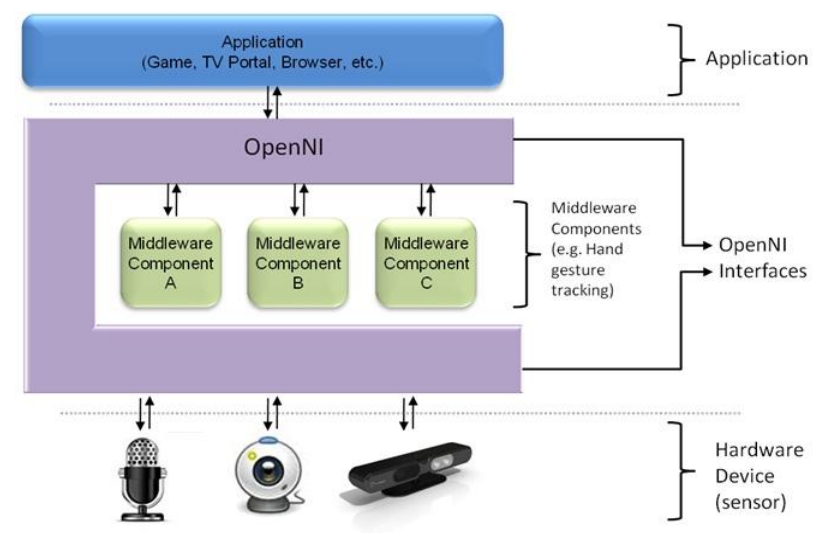 Application
(Game, TV Portal, Browser, etc.)
Application
OpenNI
Middleware
Component
A
Middleware
Component
B
Middleware
Component
C
Middleware
Components
(e.g. Hand
gesture
tracking)
OpenNI
Interfaces
Hardware
Device
(sensor)